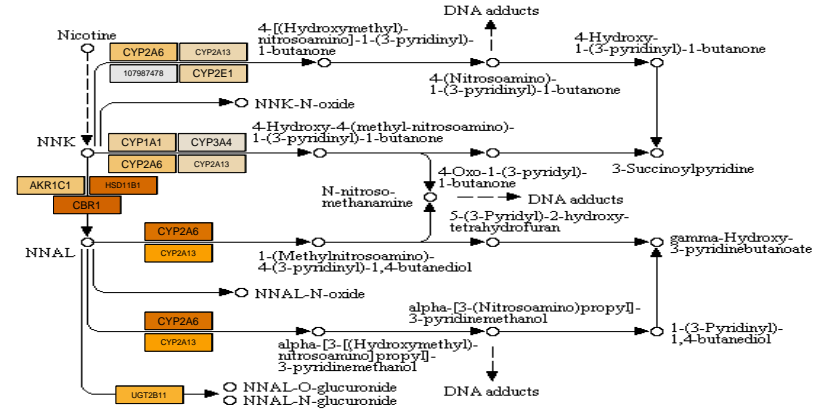 DNA adducts
Nicotine
4-[(Hydroxymethyl)-
nitrosoamino]-1-(3-pyridinyl)-
1-butanone
4-Hydroxy-
1-(3-pyridinyl)-1-butanone
CYP2A6
CYP2A13
107987478
CYP2E1
4-(Nitrosoamino)-
1-(3-pyridinyl)-1-butanone
NNK-N-oxide
NNK
CYP1A1
CYP3A4
CYP2A6
CYP2A13
4-Hydroxy-4-(methyl-nitrosoamino)-
1-(3-pyridinyl)-1-butanone
3-Succinoylpyridine
4-Oxo-1-(3-pyridyl)-
1-butanone
AKR1C1
HSD11B1
CBR1
N-nitroso-
methanamine
DNA adducts
5-(3-Pyridyl)-2-hydroxy-
tetrahydrofuran
NNAL
CYP2A6
CYP2A13
1-(Methylnitrosoamino)-
4-(3-pyridinyl)-1,4-butanediol
gamma-Hydroxy-
3-pyridinebutanoate
NNAL-N-oxide
CYP2A6
CYP2A13
alpha-[3-(Nitrosoamino)propyl]-
3-pyridinemethanol
alpha-[3-[(Hydroxymethyl)-
nitrosoamino]propyl]-
3-pyridinemethanol
1-(3-Pyridinyl)-
1,4-butanediol
DNA adducts
UGT2B11
NNAL-O-glucuronide
NNAL-N-glucuronide